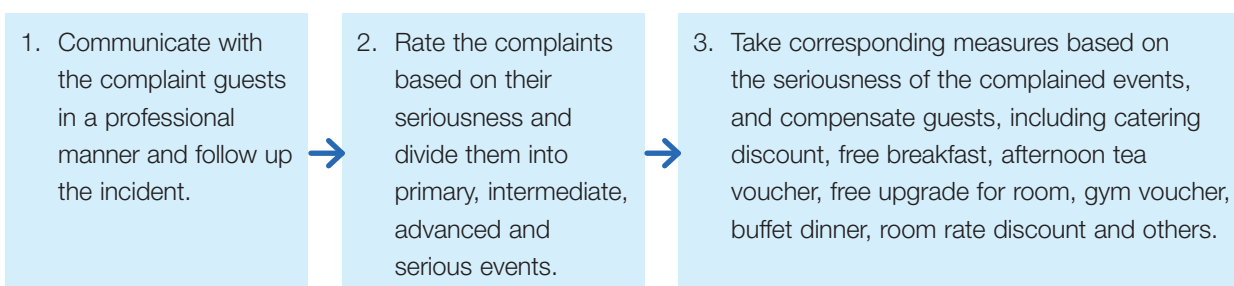 1. Communicate with
the complaint guests
in a professional
manner and follow up
the incident.
2. Rate the complaints
based on their
seriousness and
divide them into
primary, intermediate,
advanced and
serious events.
3. Take corresponding measures based on
the seriousness of the complained events,
and compensate guests, including catering
discount, free breakfast, afternoon tea
voucher, free upgrade for room, gym voucher,
buffet dinner, room rate discount and others.